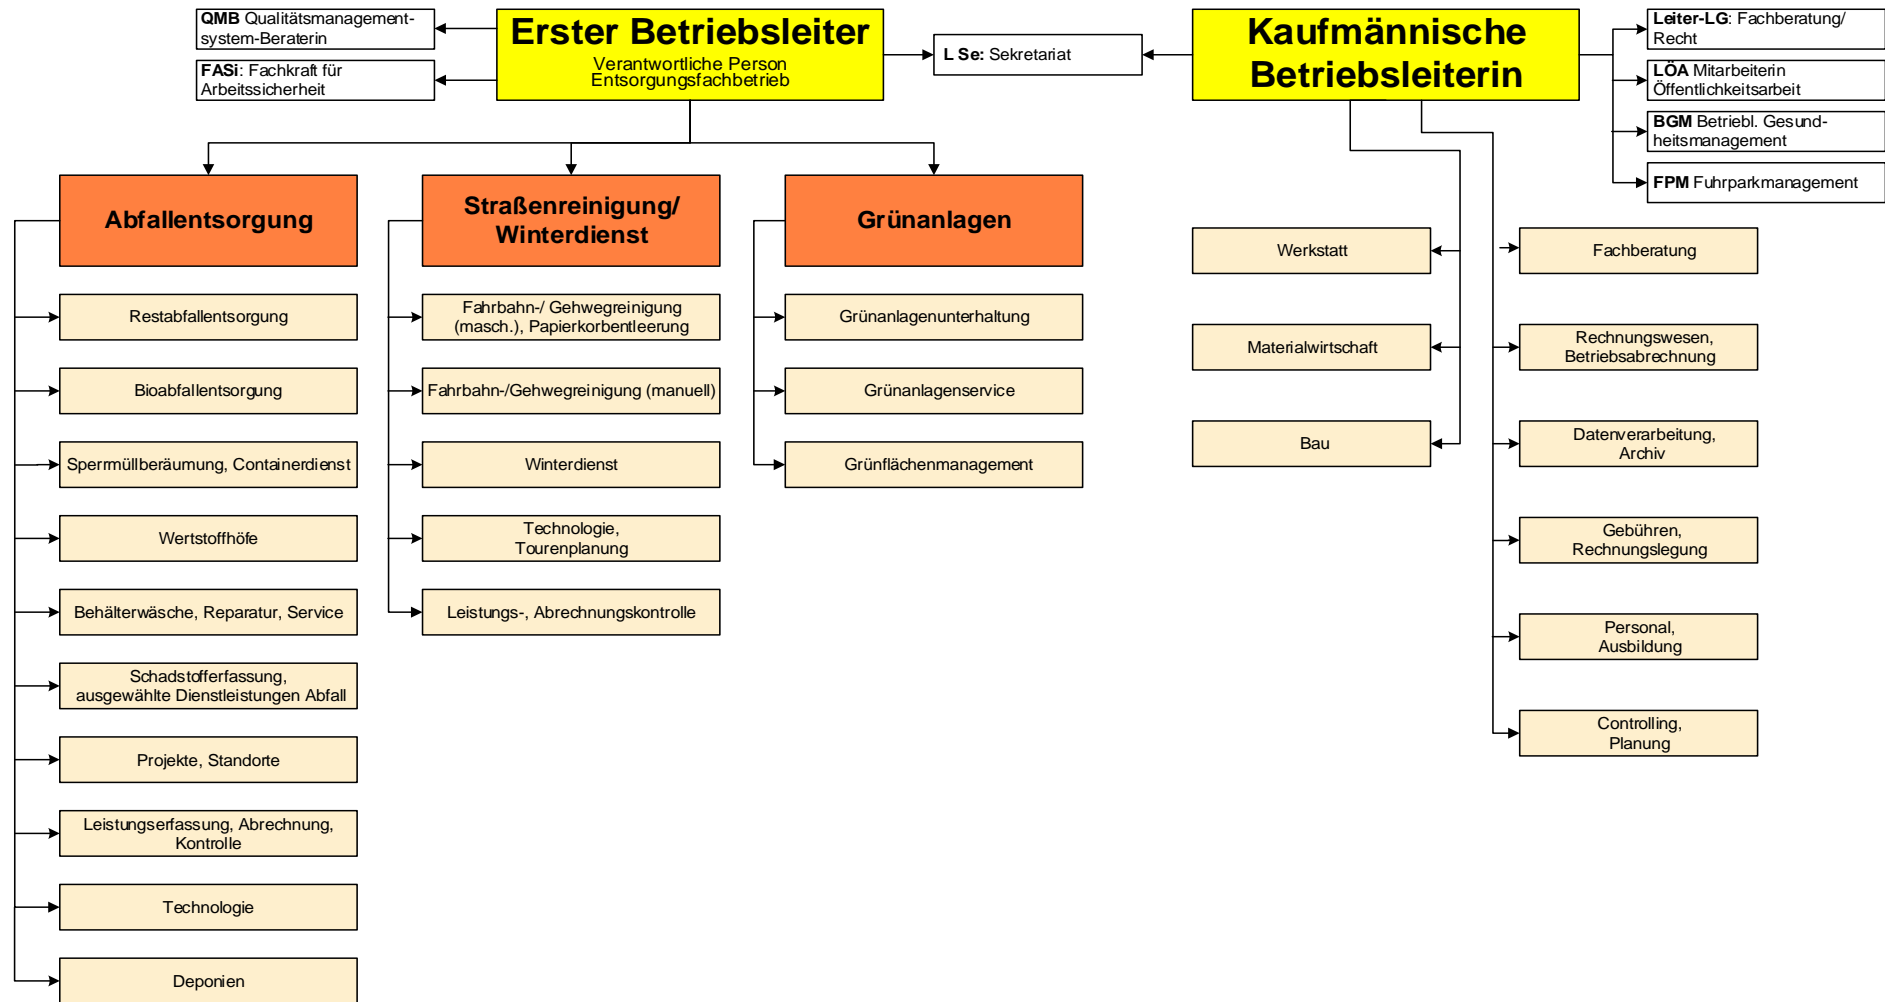 QMB Qualitätsmanagement-
system-Beraterin
FASi: Fachkraft für
Arbeitssicherheit
Erster Betriebsleiter
Verantwortliche Person
Entsorgungsfachbetrieb
L Se: Sekretariat
Kaufmännische
Betriebsleiterin
Leiter-LG: Fachberatung/
Recht
LÖA Mitarbeiterin
Öffentlichkeitsarbeit
BGM Betriebl. Gesund-
heitsmanagement
FPM Fuhrparkmanagement
Abfallentsorgung
Restabfallentsorgung
Bioabfallentsorgung
Sperrmüllberäumung, Containerdienst
Wertstoffhöfe
Behälterwäsche, Reparatur, Service
Schadstofferfassung,
ausgewählte Dienstleistungen Abfall
Projekte, Standorte
Leistungserfassung, Abrechnung,
Kontrolle
Technologie
Deponien
Straßenreinigung/
Winterdienst
Fahrbahn-/ Gehwegreinigung
(masch.), Papierkorbentleerung
Fahrbahn-/Gehwegreinigung (manuell)
Winterdienst
Technologie,
Tourenplanung
Leistungs-, Abrechnungskontrolle
Grünanlagen
Grünanlagenunterhaltung
Grünanlagenservice
Grünflächenmanagement
Werkstatt
Materialwirtschaft
Bau
Fachberatung
Rechnungswesen,
Betriebsabrechnung
Datenverarbeitung,
Archiv
Gebühren,
Rechnungslegung
Personal,
Ausbildung
Controlling,
Planung